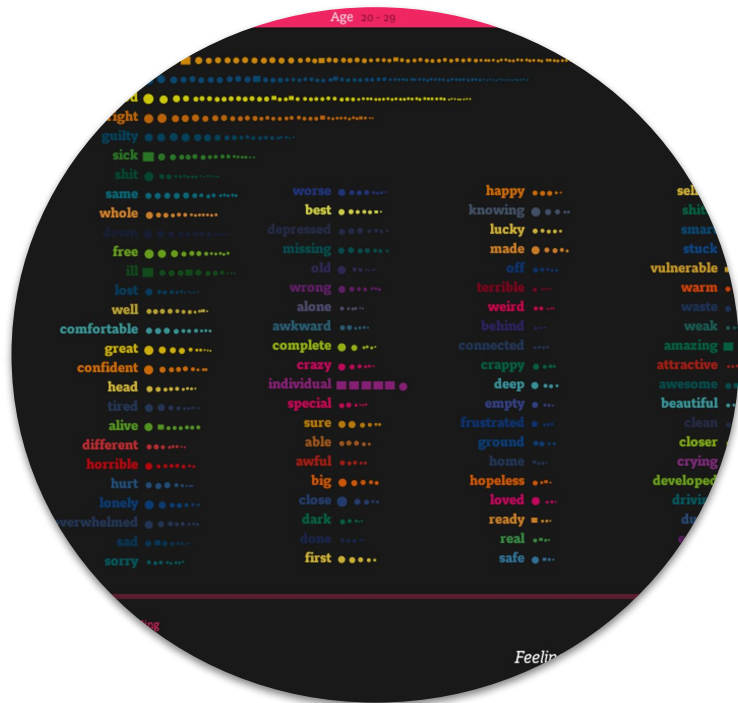 Age 20 - 29
guilty
sick
shit
same
whole
down
free
ill
lost
well
comfortable
great
confident
head
tired
alive
different
horrible
hurt
lonely
verwhelmed
sad
sorry
worse
best
depressed
missing
old
wrong
alone
awkward
complete
crazy
individual
special
sure
able
awful
big
close
dark
done
first
happy
knowing
lucky
made
off
terrible
weird
behind
connected
crappy
deep
empty
frustrated
ground
home
hopeless
loved
ready
real
safe
stuck
vulnerable
warm
waste
weak
amazing
attractive
awesome
beautiful
clean
closer
crying
developed
Feelin